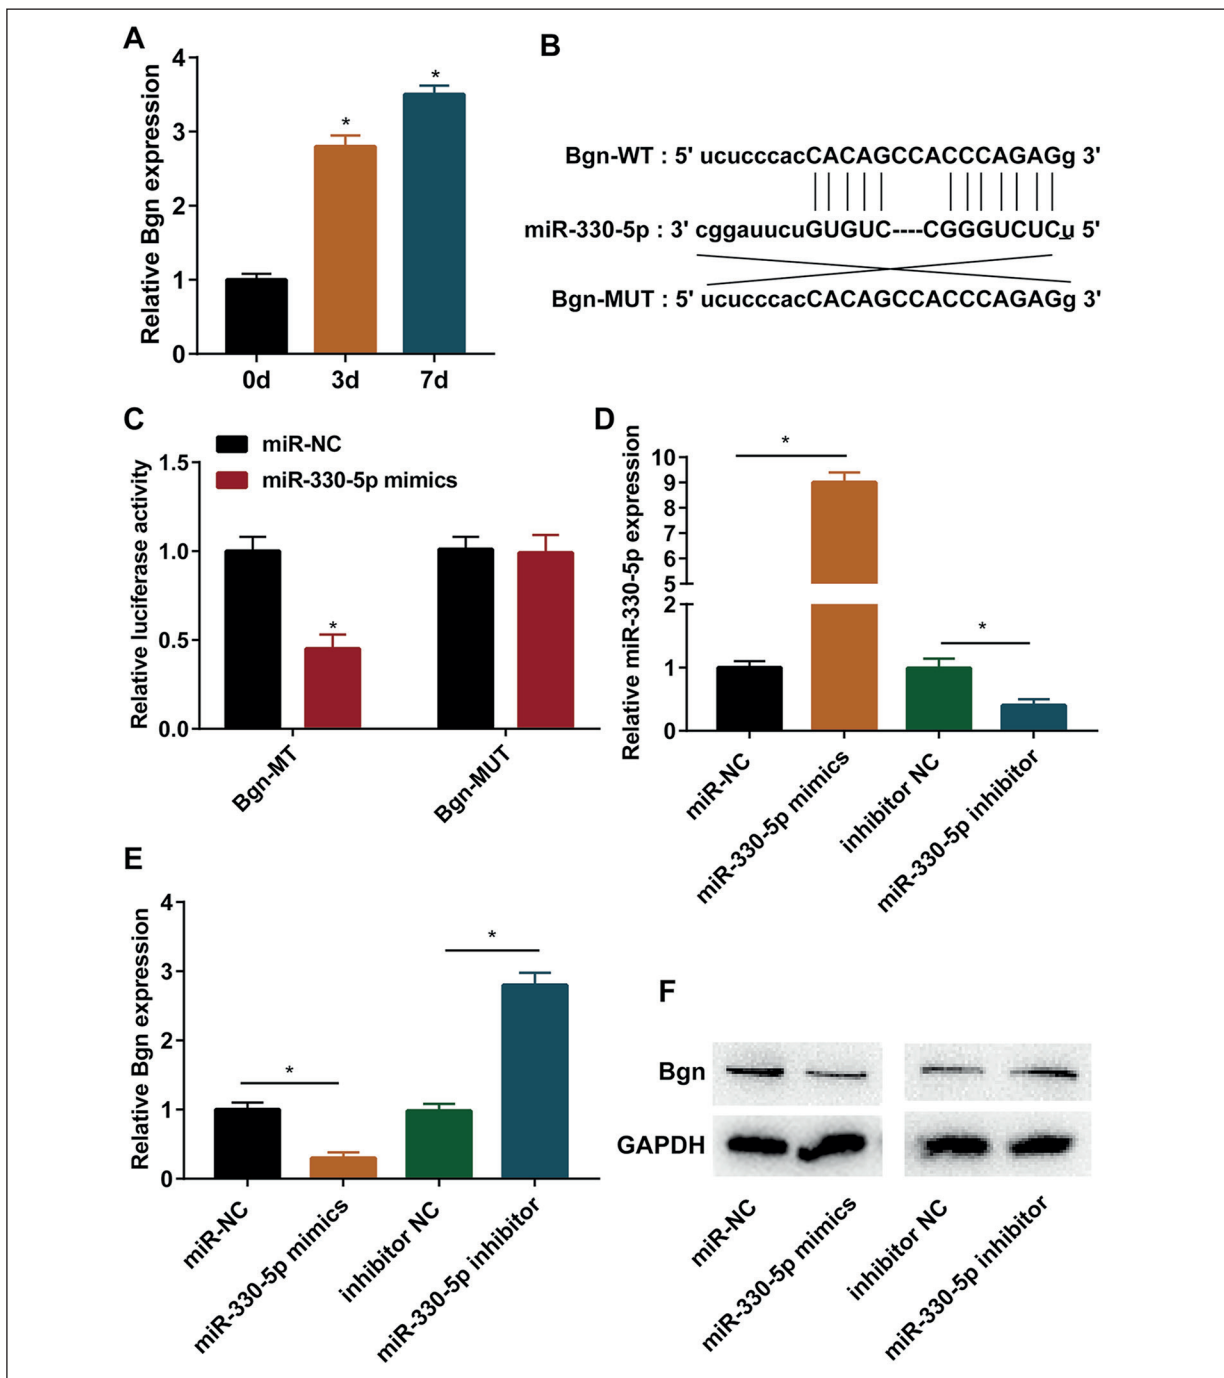 A
Relative Bgn expression
4
3
2
1
0
*
*
0d 3d 7d
B
Bgn-WT : 5' ucucccacCACAGCCACCCAGAGg 3'
miR-330-5p : 3' cggauucuGUGUC----CGGGUCUCu 5'
Bgn-MUT : 5' ucucccacCACAGCCACCCAGAGg 3'
C
miR-NC
miR-330-5p mimics
Relative luciferase activity
1.5
1.0
0.5
0.0
*
Bgn-MT
Bgn-MUT
D
Relative miR-330-5p expression
10
9
8
7
6
5
2
1
0
*
*
miR-NC
miR-330-5p mimics
inhibitor NC
miR-330-5p inhibitor
E
Relative Bgn expression
4
3
2
1
0
*
*
miR-NC
miR-330-5p mimics
inhibitor NC
miR-330-5p inhibitor
F
Bgn
GAPDH
miR-NC
miR-330-5p mimics
inhibitor NC
miR-330-5p inhibitor